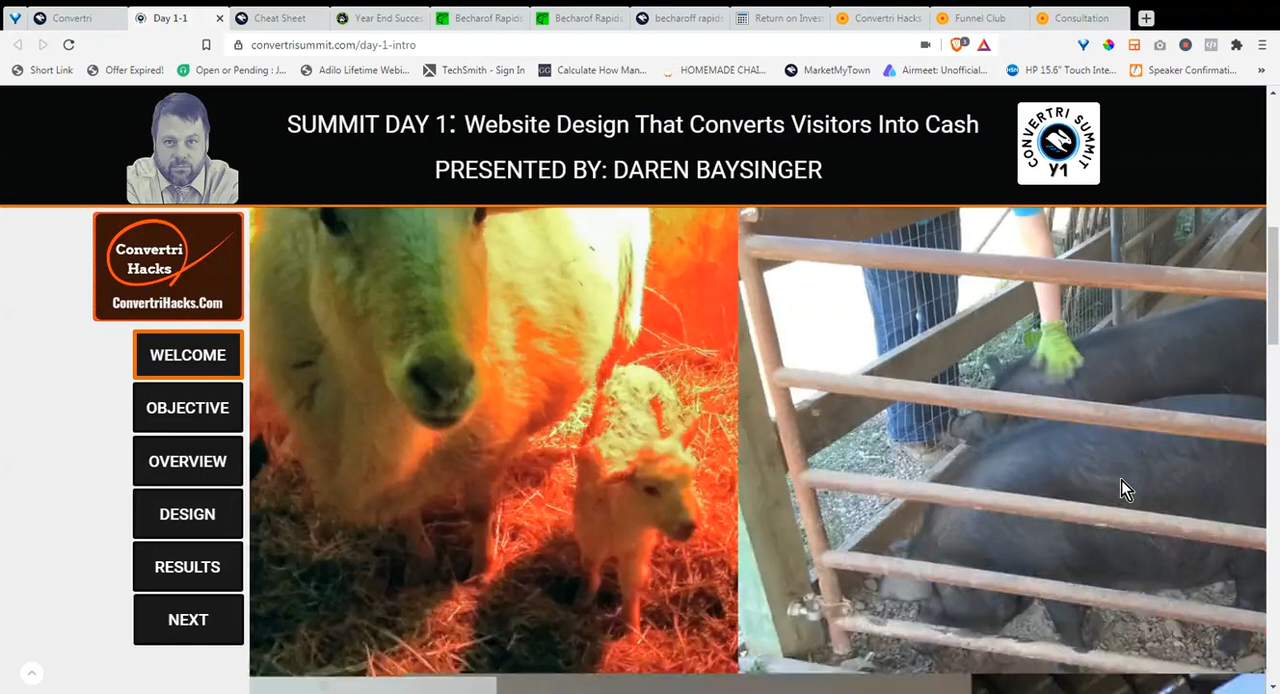 Convertri
Day 1-1
Cheat Sheet
Year End Succes
Becharof Rapids
Becharof Rapids
becharoff rapids
Return on Invest
Convertri Hacks
Funnel Club
Consultation
convertrisummit.com/day-1-intro
Short Link
Offer Expired!
Open or Pending : J...
Adilo Lifetime Webi...
TechSmith - Sign In
Calculate How Man...
HOMEMADE CHAI...
MarketMyTown
Airmeet: Unofficial...
HP 15.6" Touch Inte...
Speaker Confirmati...
SUMMIT DAY 1: Website Design That Converts Visitors Into Cash
PRESENTED BY: DAREN BAYSINGER
CONVERTRI SUMMIT
Y1
Convertri
Hacks
ConvertriHacks.Com
WELCOME
OBJECTIVE
OVERVIEW
DESIGN
RESULTS
NEXT